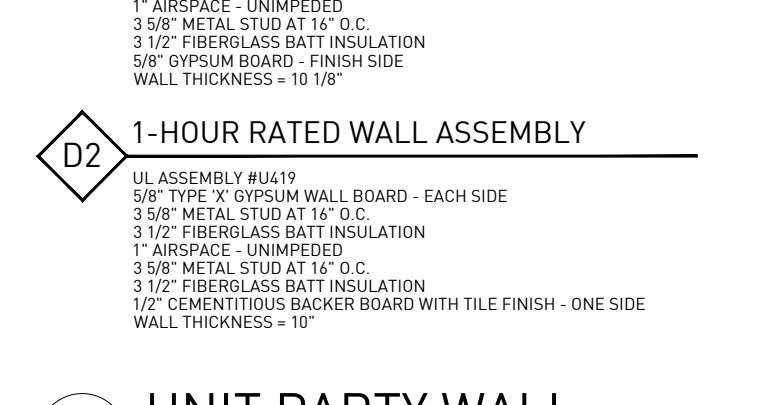 1" AIRSPACE - UNIMPEDED
3 5/8" METAL STUD AT 16" O.C.
3 1/2" FIBERGLASS BATT INSULATION
5/8" GYPSUM BOARD - FINISH SIDE
WALL THICKNESS = 10 1/8"
D2
1-HOUR RATED WALL ASSEMBLY
UL ASSEMBLY #U419
5/8" TYPE 'X' GYPSUM WALL BOARD - EACH SIDE
3 5/8" METAL STUD AT 16" O.C.
3 1/2" FIBERGLASS BATT INSULATION
1" AIRSPACE - UNIMPEDED
3 5/8" METAL STUD AT 16" O.C.
3 1/2" FIBERGLASS BATT INSULATION
1/2" CEMENTITIOUS BACKER BOARD WITH TILE FINISH - ONE SIDE
WALL THICKNESS = 10"
UNIT PARTY WALL